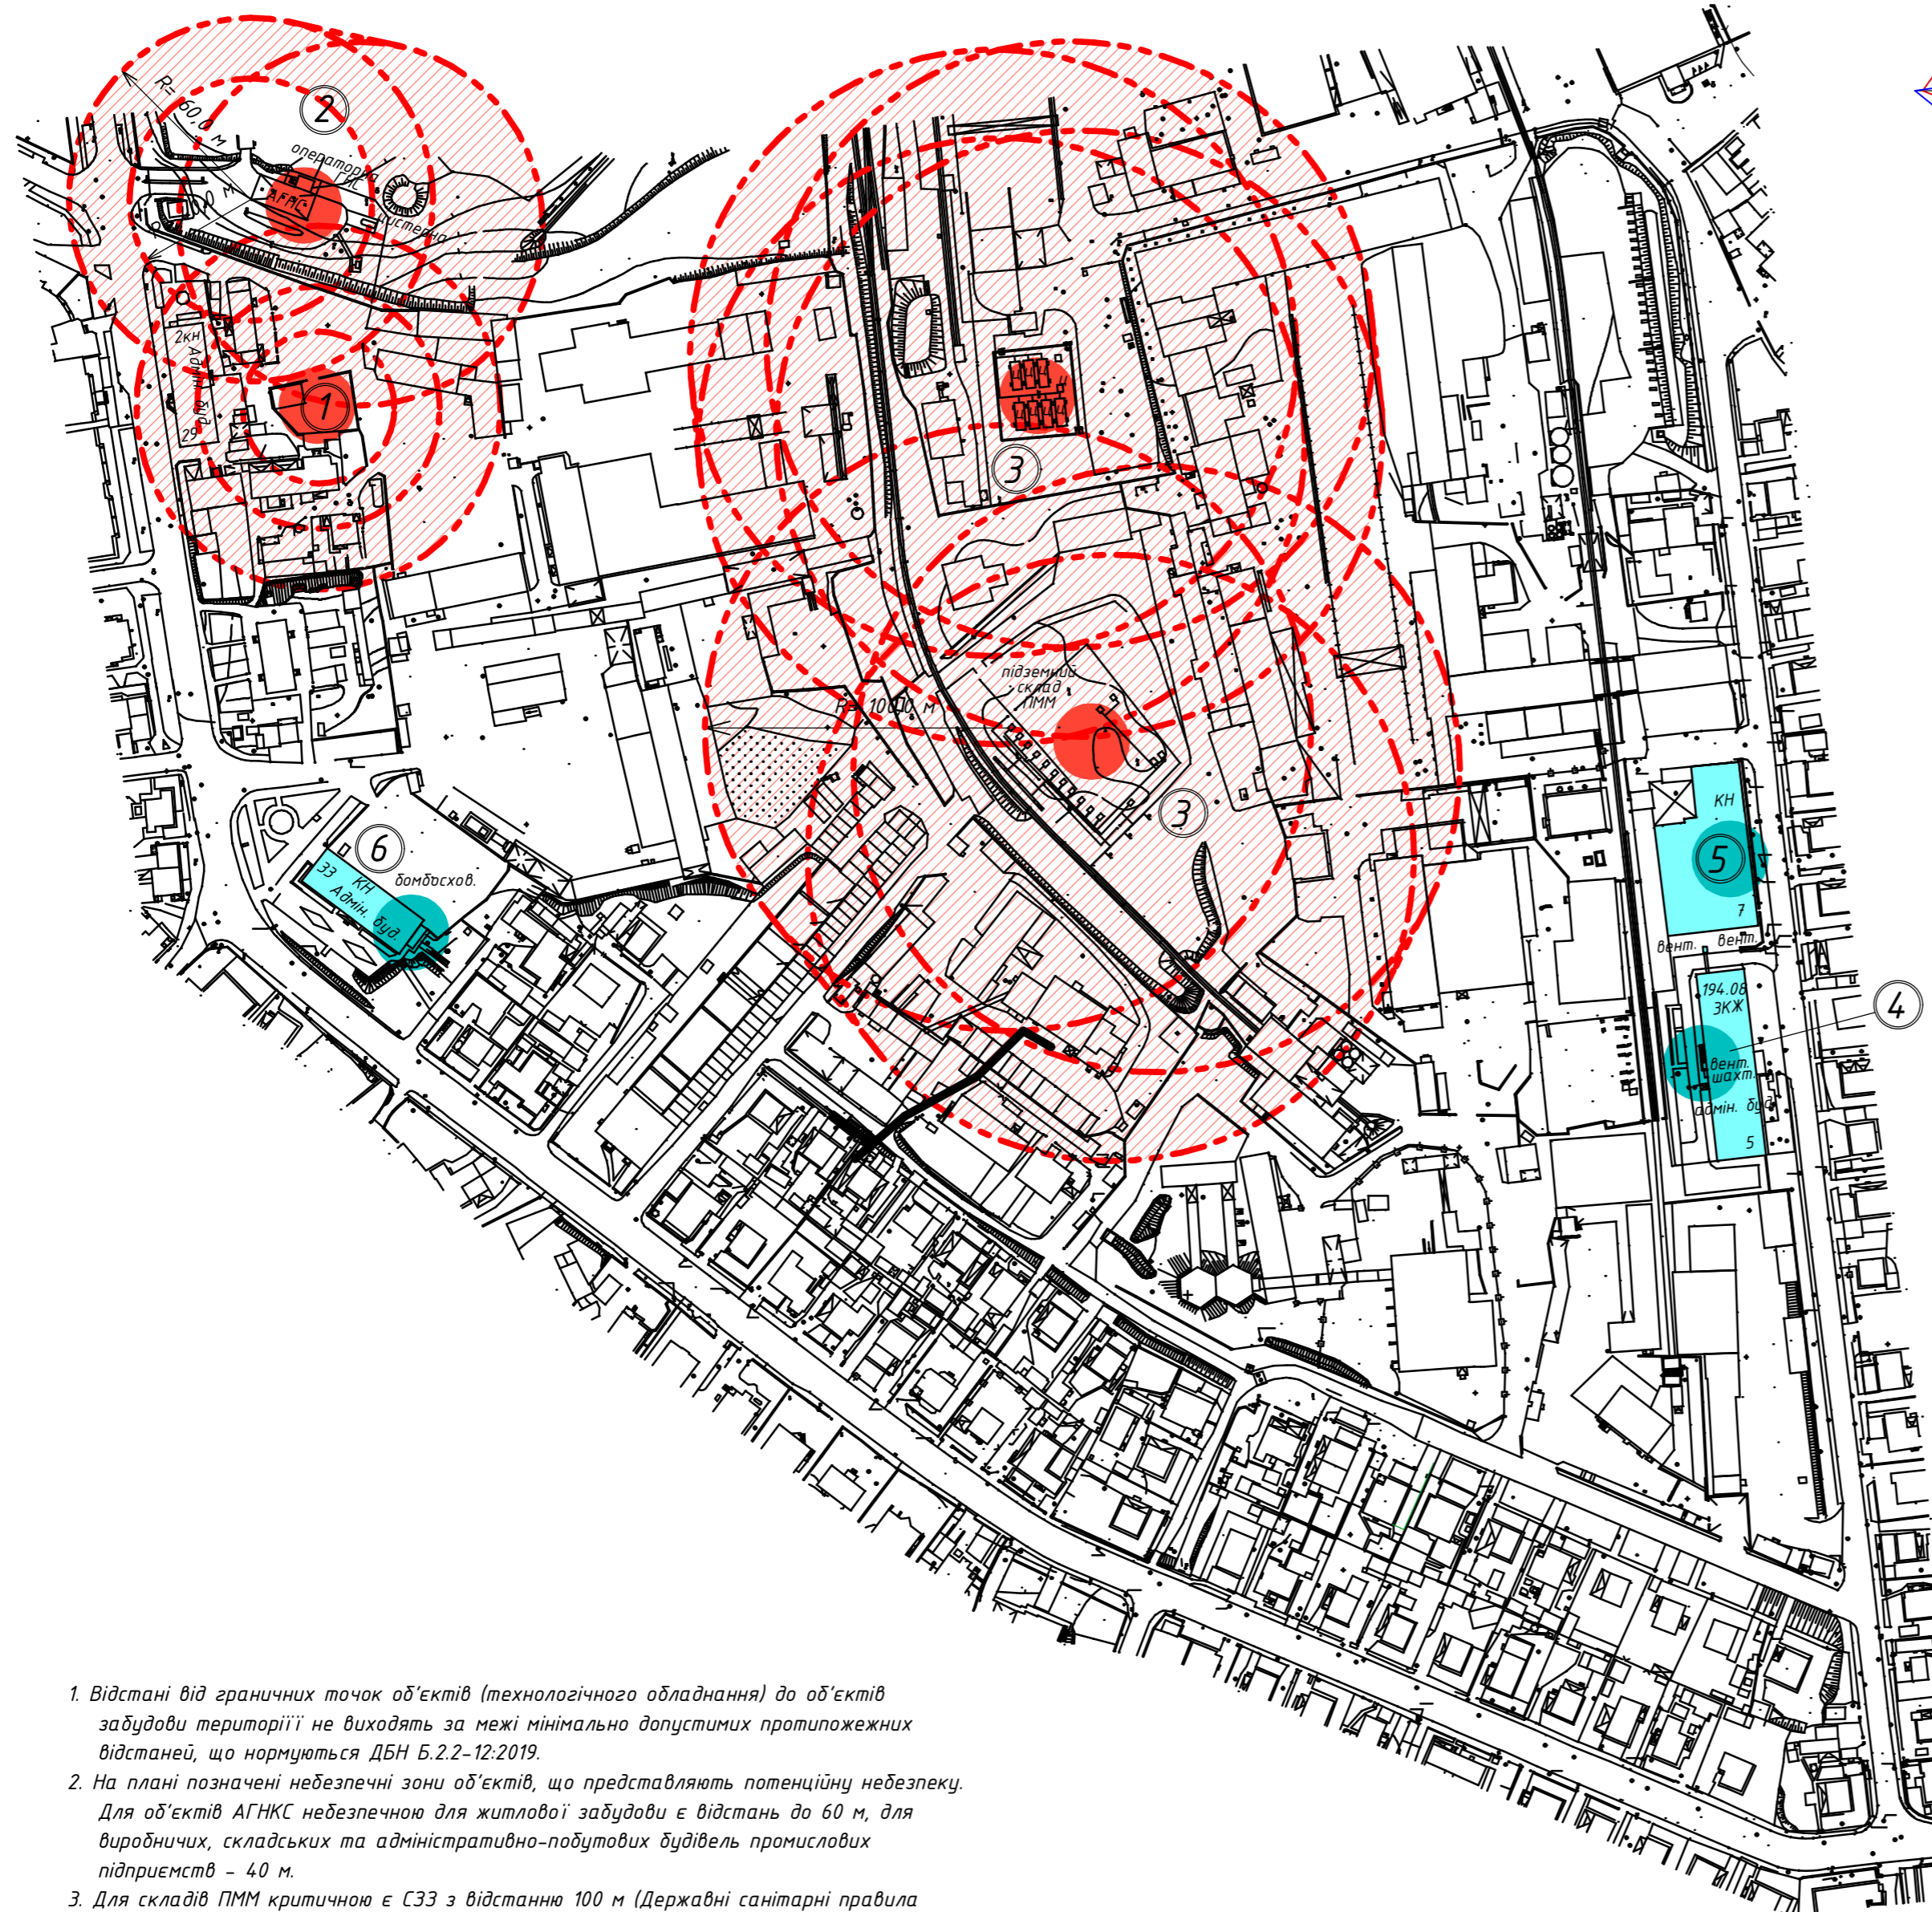 2
R= 60,0 м
операторна
АГНС
цистерна
2кн
Адмін. буд.
29
1
3
підземний
склад
ПММ
R= 100,0 м
3
6
33 КН
бомбосхов.
Адмін. буд.
КН
5
7
вент. вент.
194.08
ЗКЖ
4
вент.
шахт.
адмін. буд.
5
1. Відстані від граничних точок об'єктів (технологічного обладнання) до об'єктів
забудови територіїї не виходять за межі мінімально допустимих протипожежних
відстаней, що нормуються ДБН Б.2.2-12:2019.
2. На плані позначені небезпечні зони об'єктів, що представляють потенційну небезпеку.
Для об'єктів АГНКС небезпечною для житлової забудови є відстань до 60 м, для
виробничих, складських та адміністративно-побутових будівель промислових
підприємств - 40 м.
3. Для складів ПММ критичною є СЗЗ з відстанню 100 м (Державні санітарні правила